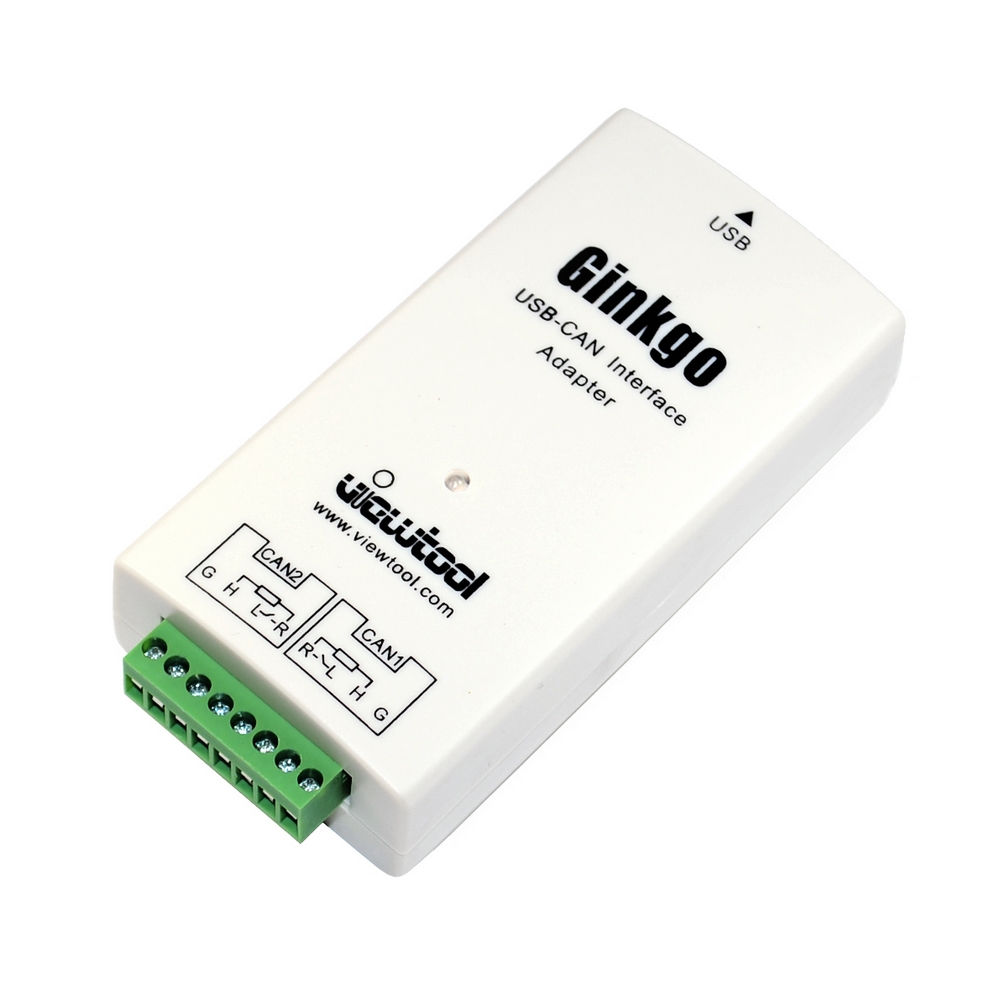 USB
Ginkgo
USB-CAN Interface
Adapter
viewtool
www.viewtool.com
CAN2
G H L R
CAN1
R L H G